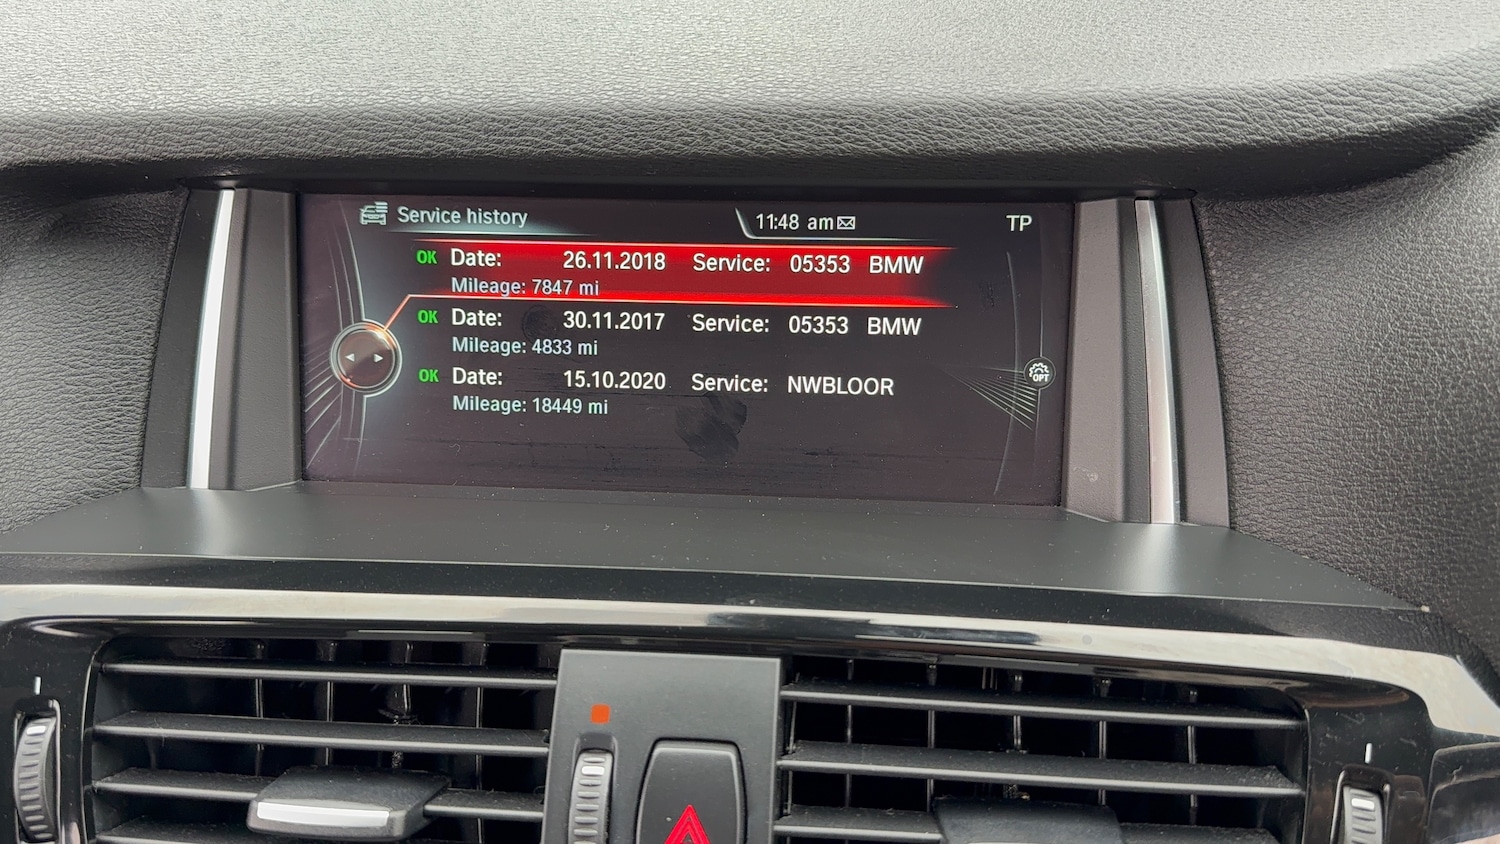 Service history 11:48 am TP
OK Date: 26.11.2018 Service: 05353 BMW
Mileage: 7847 mi
OK Date: 30.11.2017 Service: 05353 BMW
Mileage: 4833 mi
OK Date: 15.10.2020 Service: NWBLOOR
Mileage: 18449 mi
OPT